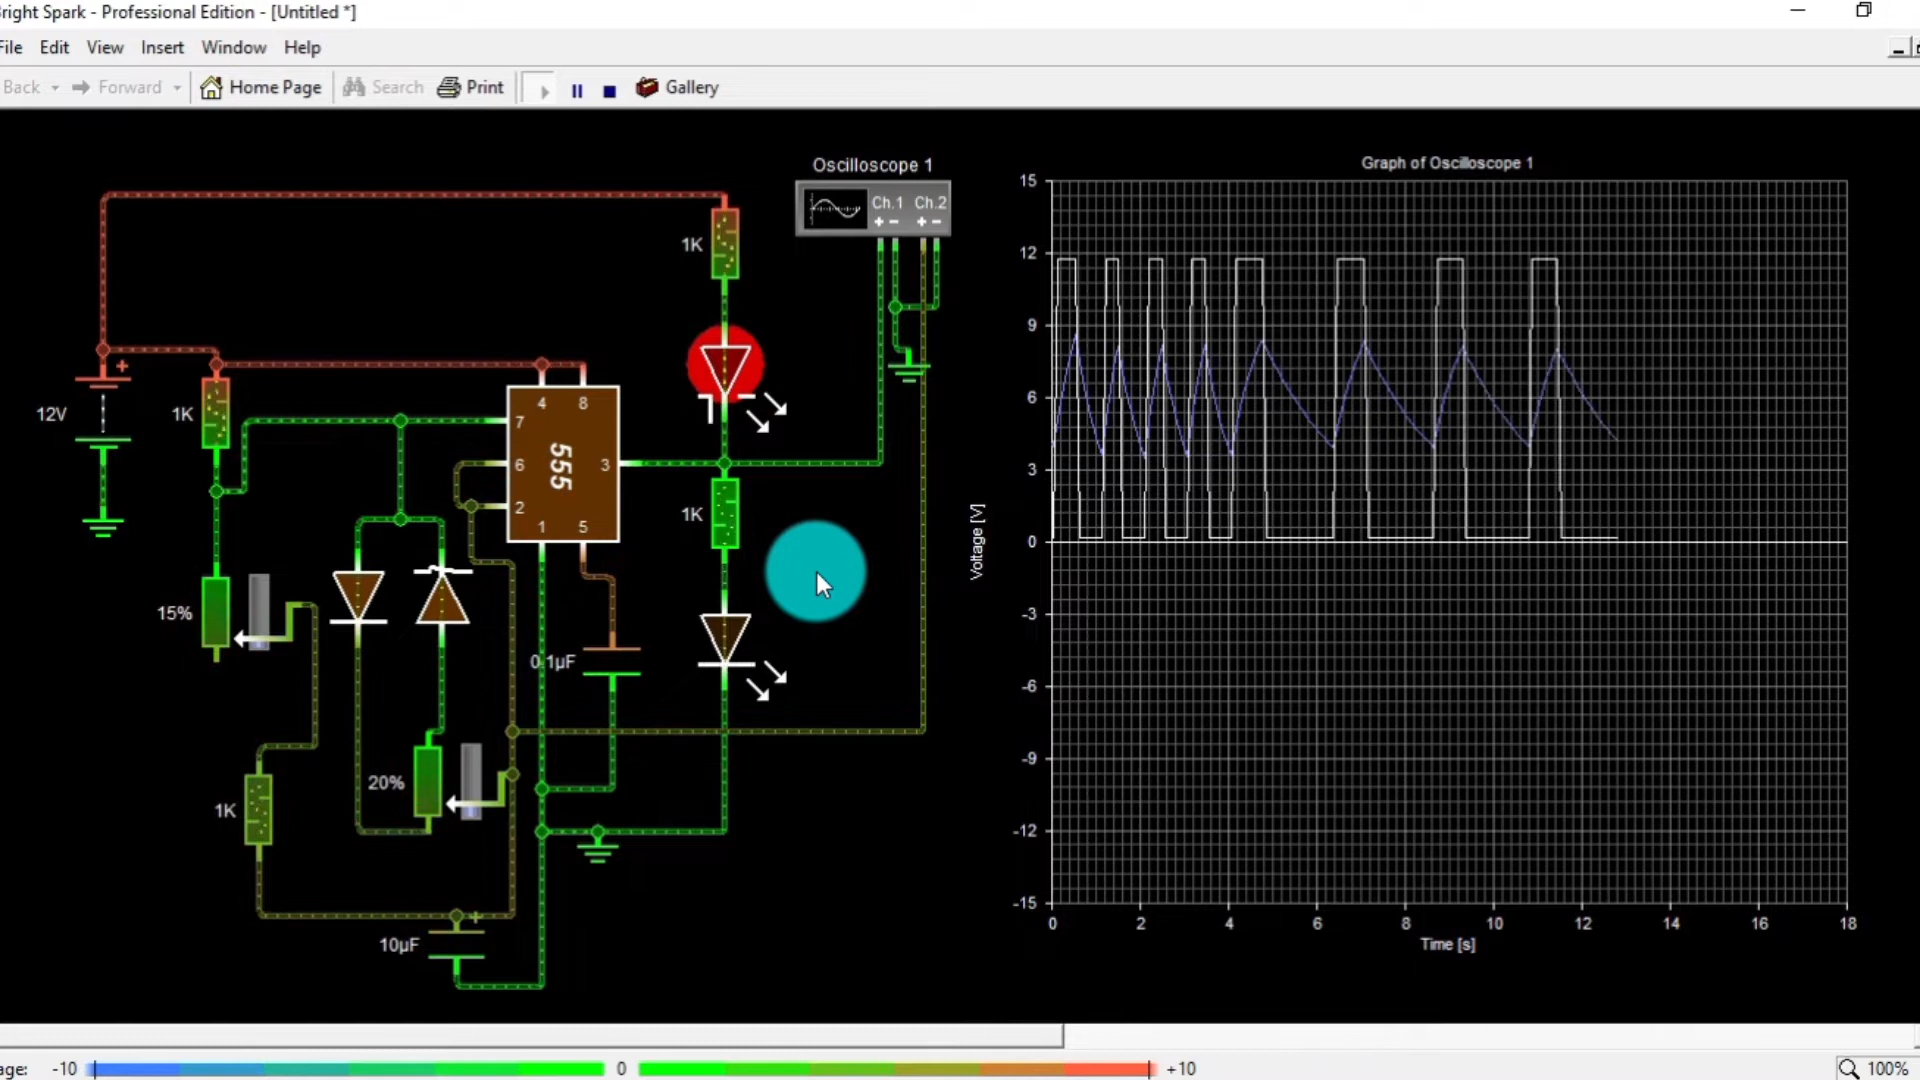 right Spark - Professional Edition - [Untitled *]
File Edit View Insert Window Help
Back Forward Home Page Search Print Gallery
Oscilloscope 1
Ch.1 Ch.2
+ - + -
Graph of Oscilloscope 1
1K
12V
+
1K
4 8
7
6
3
2
1 5
555
1K
15%
0.1µF
20%
1K
+
10µF
Voltage [V]
15
12
9
6
3
0
-3
-6
-9
-12
-15
0 2 4 6 8 10 12 14 16 18
Time [s]
age: -10 0 +10
100%